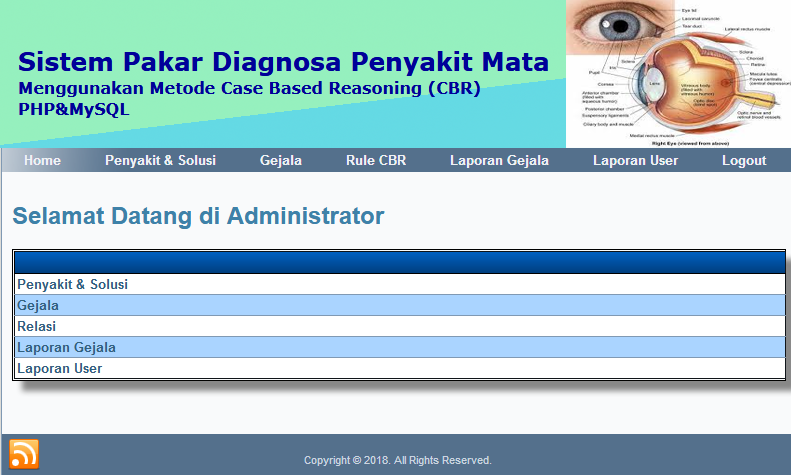 Sistem Pakar Diagnosa Penyakit Mata
Menggunakan Metode Case Based Reasoning (CBR)
PHP&MySQL
Eye lid
Lacrimal caruncle
Tear duct
Lateral rectus muscle
Sclera
Choroid
Retina
Macula lutea
Fovea centralis
(central depression)
Optic nerve and
retinal blood vessels
Optic disc
(blind spot)
Vitreous body
(filled with
vitreous humor)
Sclera
Iris
Pupil
Cornea
Lens
Anterior chamber
(filled with
aqueous humor)
Posterior chamber
Suspensory ligaments
Ciliary body and muscle
Medial rectus muscle
Right Eye (viewed from above)
Home
Penyakit & Solusi
Gejala
Rule CBR
Laporan Gejala
Laporan User
Logout
Selamat Datang di Administrator
Penyakit & Solusi
Gejala
Relasi
Laporan Gejala
Laporan User
Copyright © 2018. All Rights Reserved.